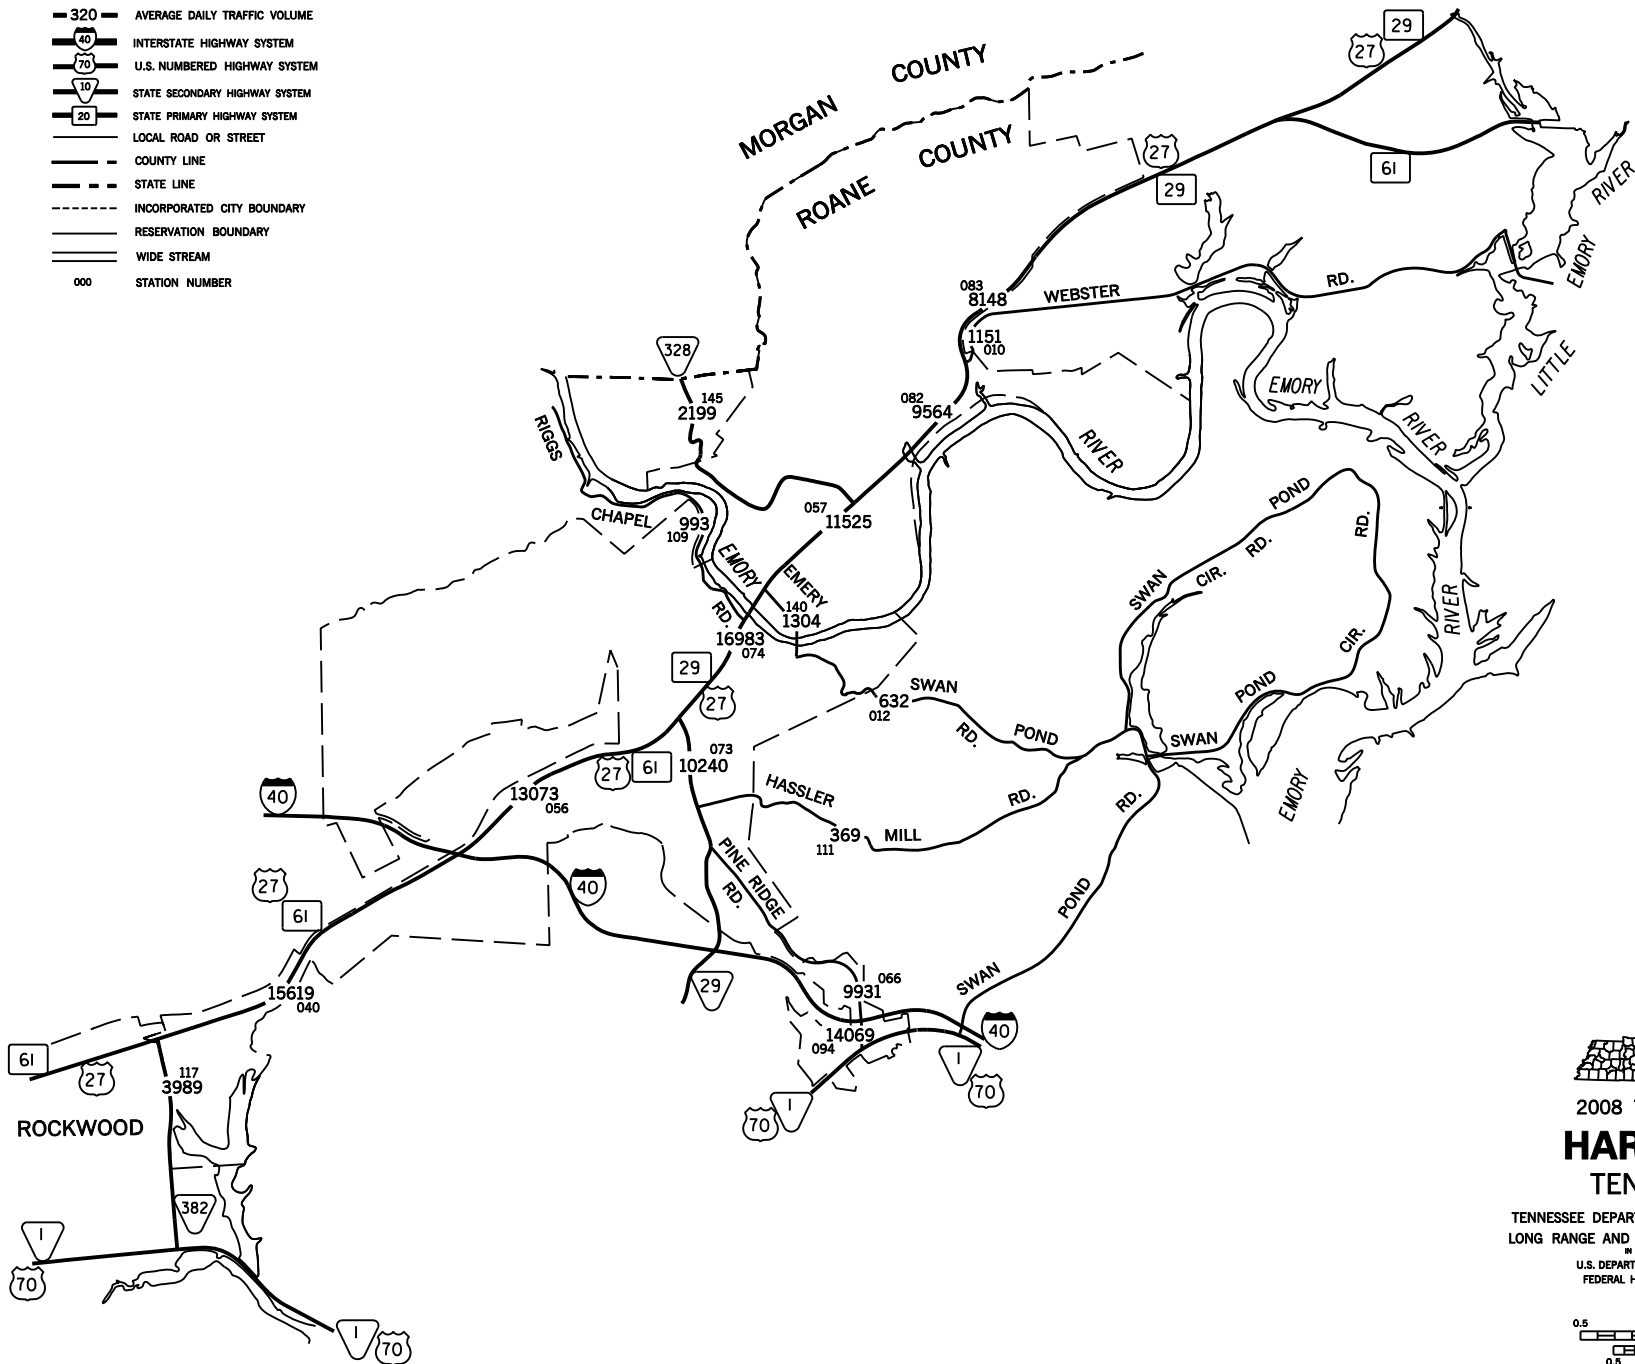 320 AVERAGE DAILY TRAFFIC VOLUME
40 INTERSTATE HIGHWAY SYSTEM
70 U.S. NUMBERED HIGHWAY SYSTEM
10 STATE SECONDARY HIGHWAY SYSTEM
20 STATE PRIMARY HIGHWAY SYSTEM
LOCAL ROAD OR STREET
COUNTY LINE
STATE LINE
INCORPORATED CITY BOUNDARY
RESERVATION BOUNDARY
WIDE STREAM
000 STATION NUMBER
MORGAN COUNTY
ROANE COUNTY
29
27
27
29
61
RIVER
EMORY
LITTLE
083
8148
WEBSTER RD.
1151
010
328
145
2199
082
9564
EMORY
RIVER
RIVER
RIGGS
CHAPEL
RD.
993
109
057
11525
EMORY
EMERY
140
1304
16983
074
29
27
SWAN POND
CIR. RD.
RD.
CIR.
POND
SWAN
RIVER
EMORY
632
012
SWAN POND
RD.
073
10240
27
61
13073
056
HASSLER
MILL
RD.
369
111
40
PINE RIDGE
RD.
40
27
61
RD.
POND
SWAN
066
9931
29
15619
040
14069
094
40
1
70
61
27
117
3989
1
70
ROCKWOOD
382
1
70
1
70
2008
HAR
TEN
TENNESSEE DEPAR
LONG RANGE AND
IN
U.S. DEPART
FEDERAL H
0.5
0.5